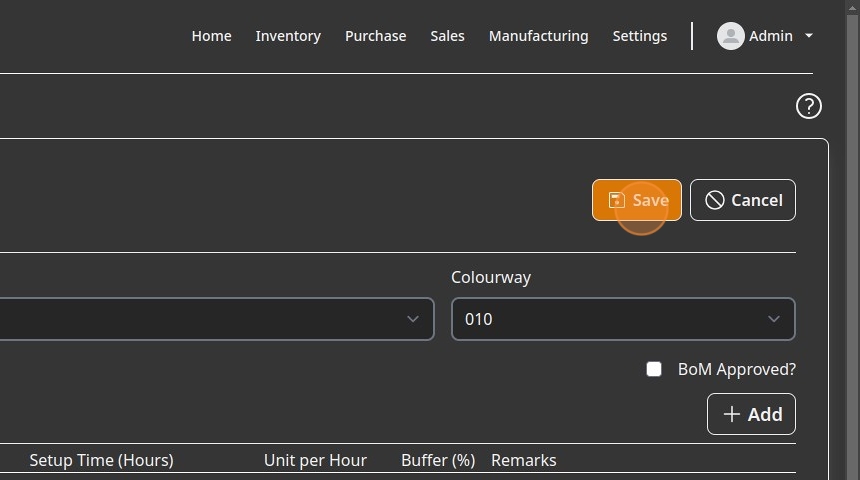 Home Inventory Purchase Sales Manufacturing Settings Admin
?
Save Cancel
Colourway
010
BoM Approved?
+ Add
Setup Time (Hours) Unit per Hour Buffer (%) Remarks